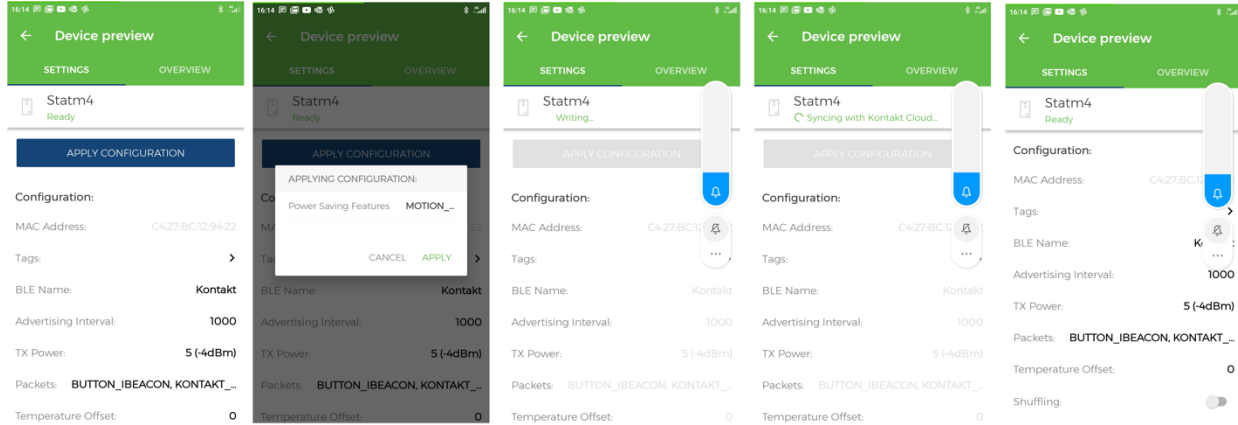 16:14
Device preview
SETTINGS OVERVIEW
Statm4
Ready
APPLY CONFIGURATION
Configuration:
MAC Address: C4:27:BC:12:94:22
Tags:
BLE Name: Kontakt
Advertising Interval: 1000
TX Power: 5 (-4dBm)
Packets: BUTTON_IBEACON, KONTAKT_...
Temperature Offset: 0
16:14
Device preview
SETTINGS OVERVIEW
Statm4
Ready
APPLY CONFIGURATION
APPLYING CONFIGURATION:
Power Saving Features MOTION_...
CANCEL APPLY
Co
MA 22
Tag
BLE Name: Kontakt
Advertising Interval: 1000
TX Power: 5 (-4dBm)
Packets: BUTTON_IBEACON, KONTAKT_...
Temperature Offset: 0
16:14
Device preview
SETTINGS OVERVIEW
Statm4
Writing...
APPLY CONFIGURATION
Configuration:
MAC Address: C4:27:BC:12
Tags:
BLE Name: Kontakt
Advertising Interval: 1000
TX Power: 5 (-4dBm)
Packets: BUTTON_IBEACON, KONTAKT_...
Temperature Offset: 0
16:14
Device preview
SETTINGS OVERVIEW
Statm4
Syncing with Kontakt Cloud...
APPLY CONFIGURATION
Configuration:
MAC Address: C4:27:BC:12
Tags:
BLE Name: Kontakt
Advertising Interval: 1000
TX Power: 5 (-4dBm)
Packets: BUTTON_IBEACON, KONTAKT_...
Temperature Offset: 0
16:14
Device preview
SETTINGS OVERVIEW
Statm4
Ready
Configuration:
MAC Address: C4:27:BC:12
Tags:
BLE Name: K
Advertising Interval: 1000
TX Power: 5 (-4dBm)
Packets: BUTTON_IBEACON, KONTAKT_...
Temperature Offset: 0
Shuffling: